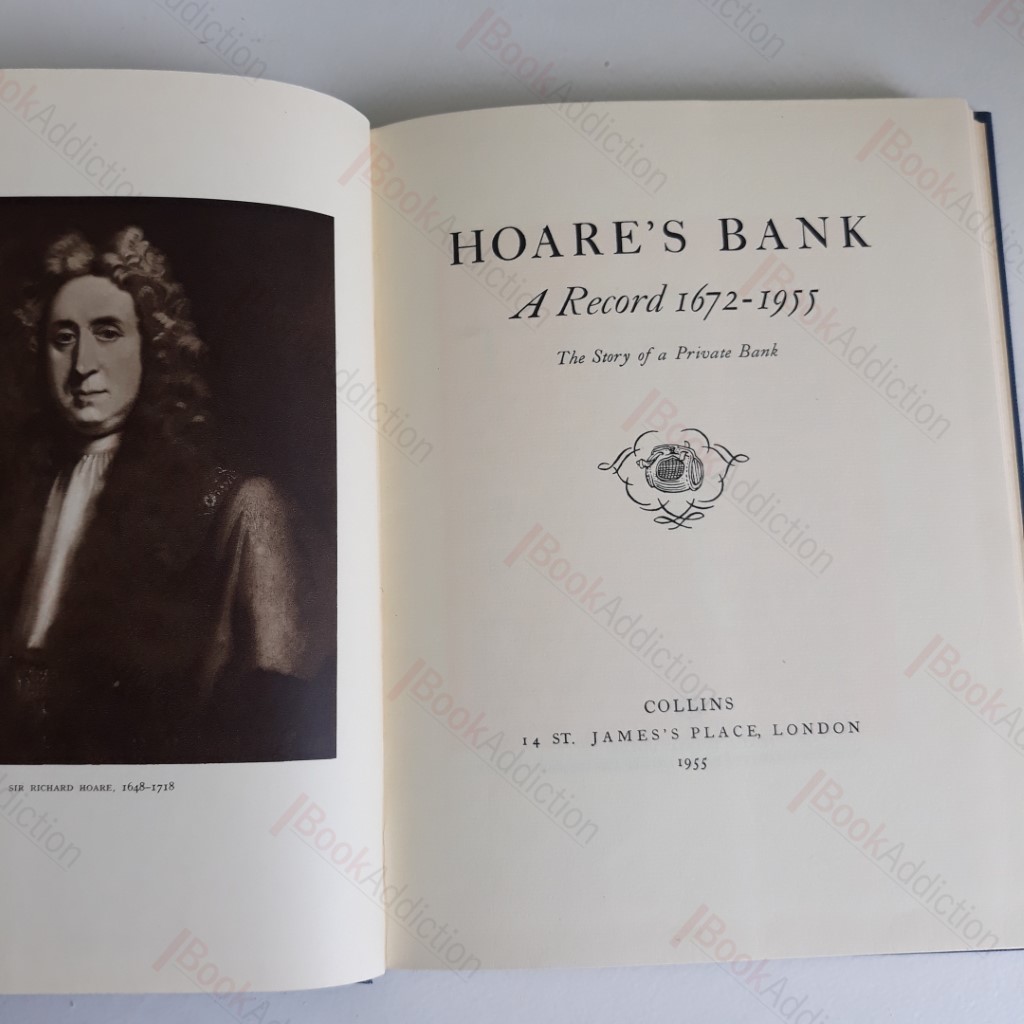 SIR RICHARD HOARE, 1648–1718
HOARE'S BANK
A Record 1672-1955
The Story of a Private Bank
COLLINS
14 ST. JAMES'S PLACE, LONDON
1955
BookAddiction